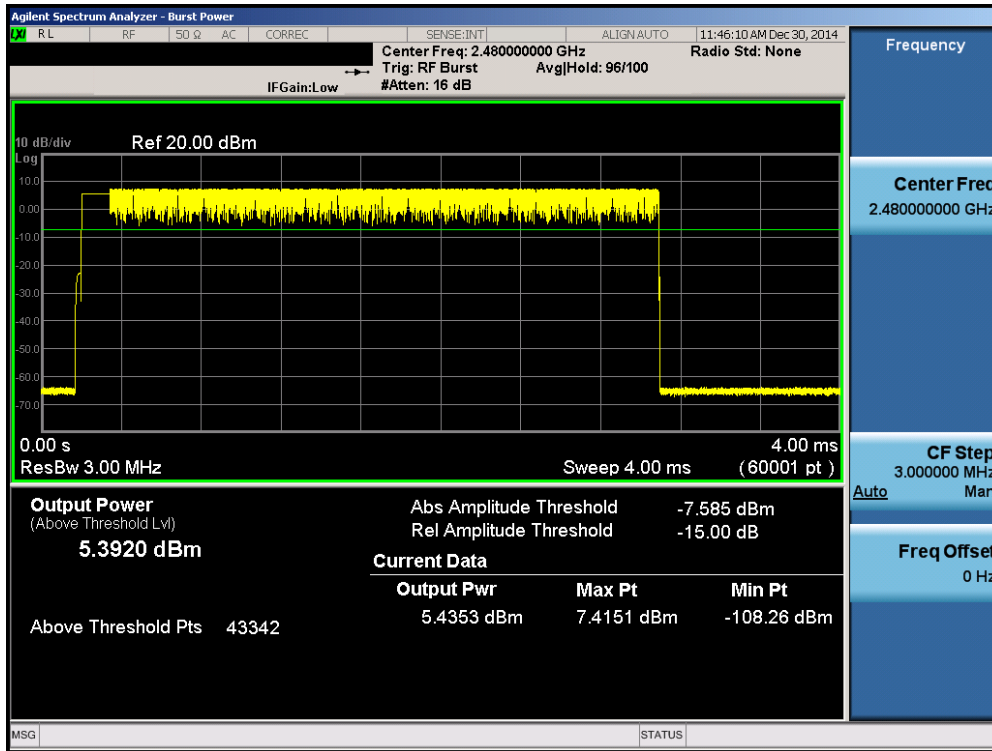 Agilent Spectrum Analyzer - Burst Power
LXI RL RF 50 Ω AC CORREC SENSE:INT ALIGN AUTO 11:46:10 AM Dec 30, 2014
Center Freq: 2.480000000 GHz Radio Std: None
Trig: RF Burst Avg|Hold: 96/100
IFGain:Low #Atten: 16 dB
10 dB/div Ref 20.00 dBm
Log
10.0
0.00
-10.0
-20.0
-30.0
-40.0
-50.0
-60.0
-70.0
0.00 s 4.00 ms
ResBw 3.00 MHz Sweep 4.00 ms (60001 pt )
Output Power
(Above Threshold Lvl)
5.3920 dBm
Above Threshold Pts 43342
Abs Amplitude Threshold -7.585 dBm
Rel Amplitude Threshold -15.00 dB
Current Data
Output Pwr Max Pt Min Pt
5.4353 dBm 7.4151 dBm -108.26 dBm
Frequency
Center Freq
2.480000000 GHz
CF Step
3.000000 MHz
Auto Man
Freq Offset
0 Hz
MSG STATUS